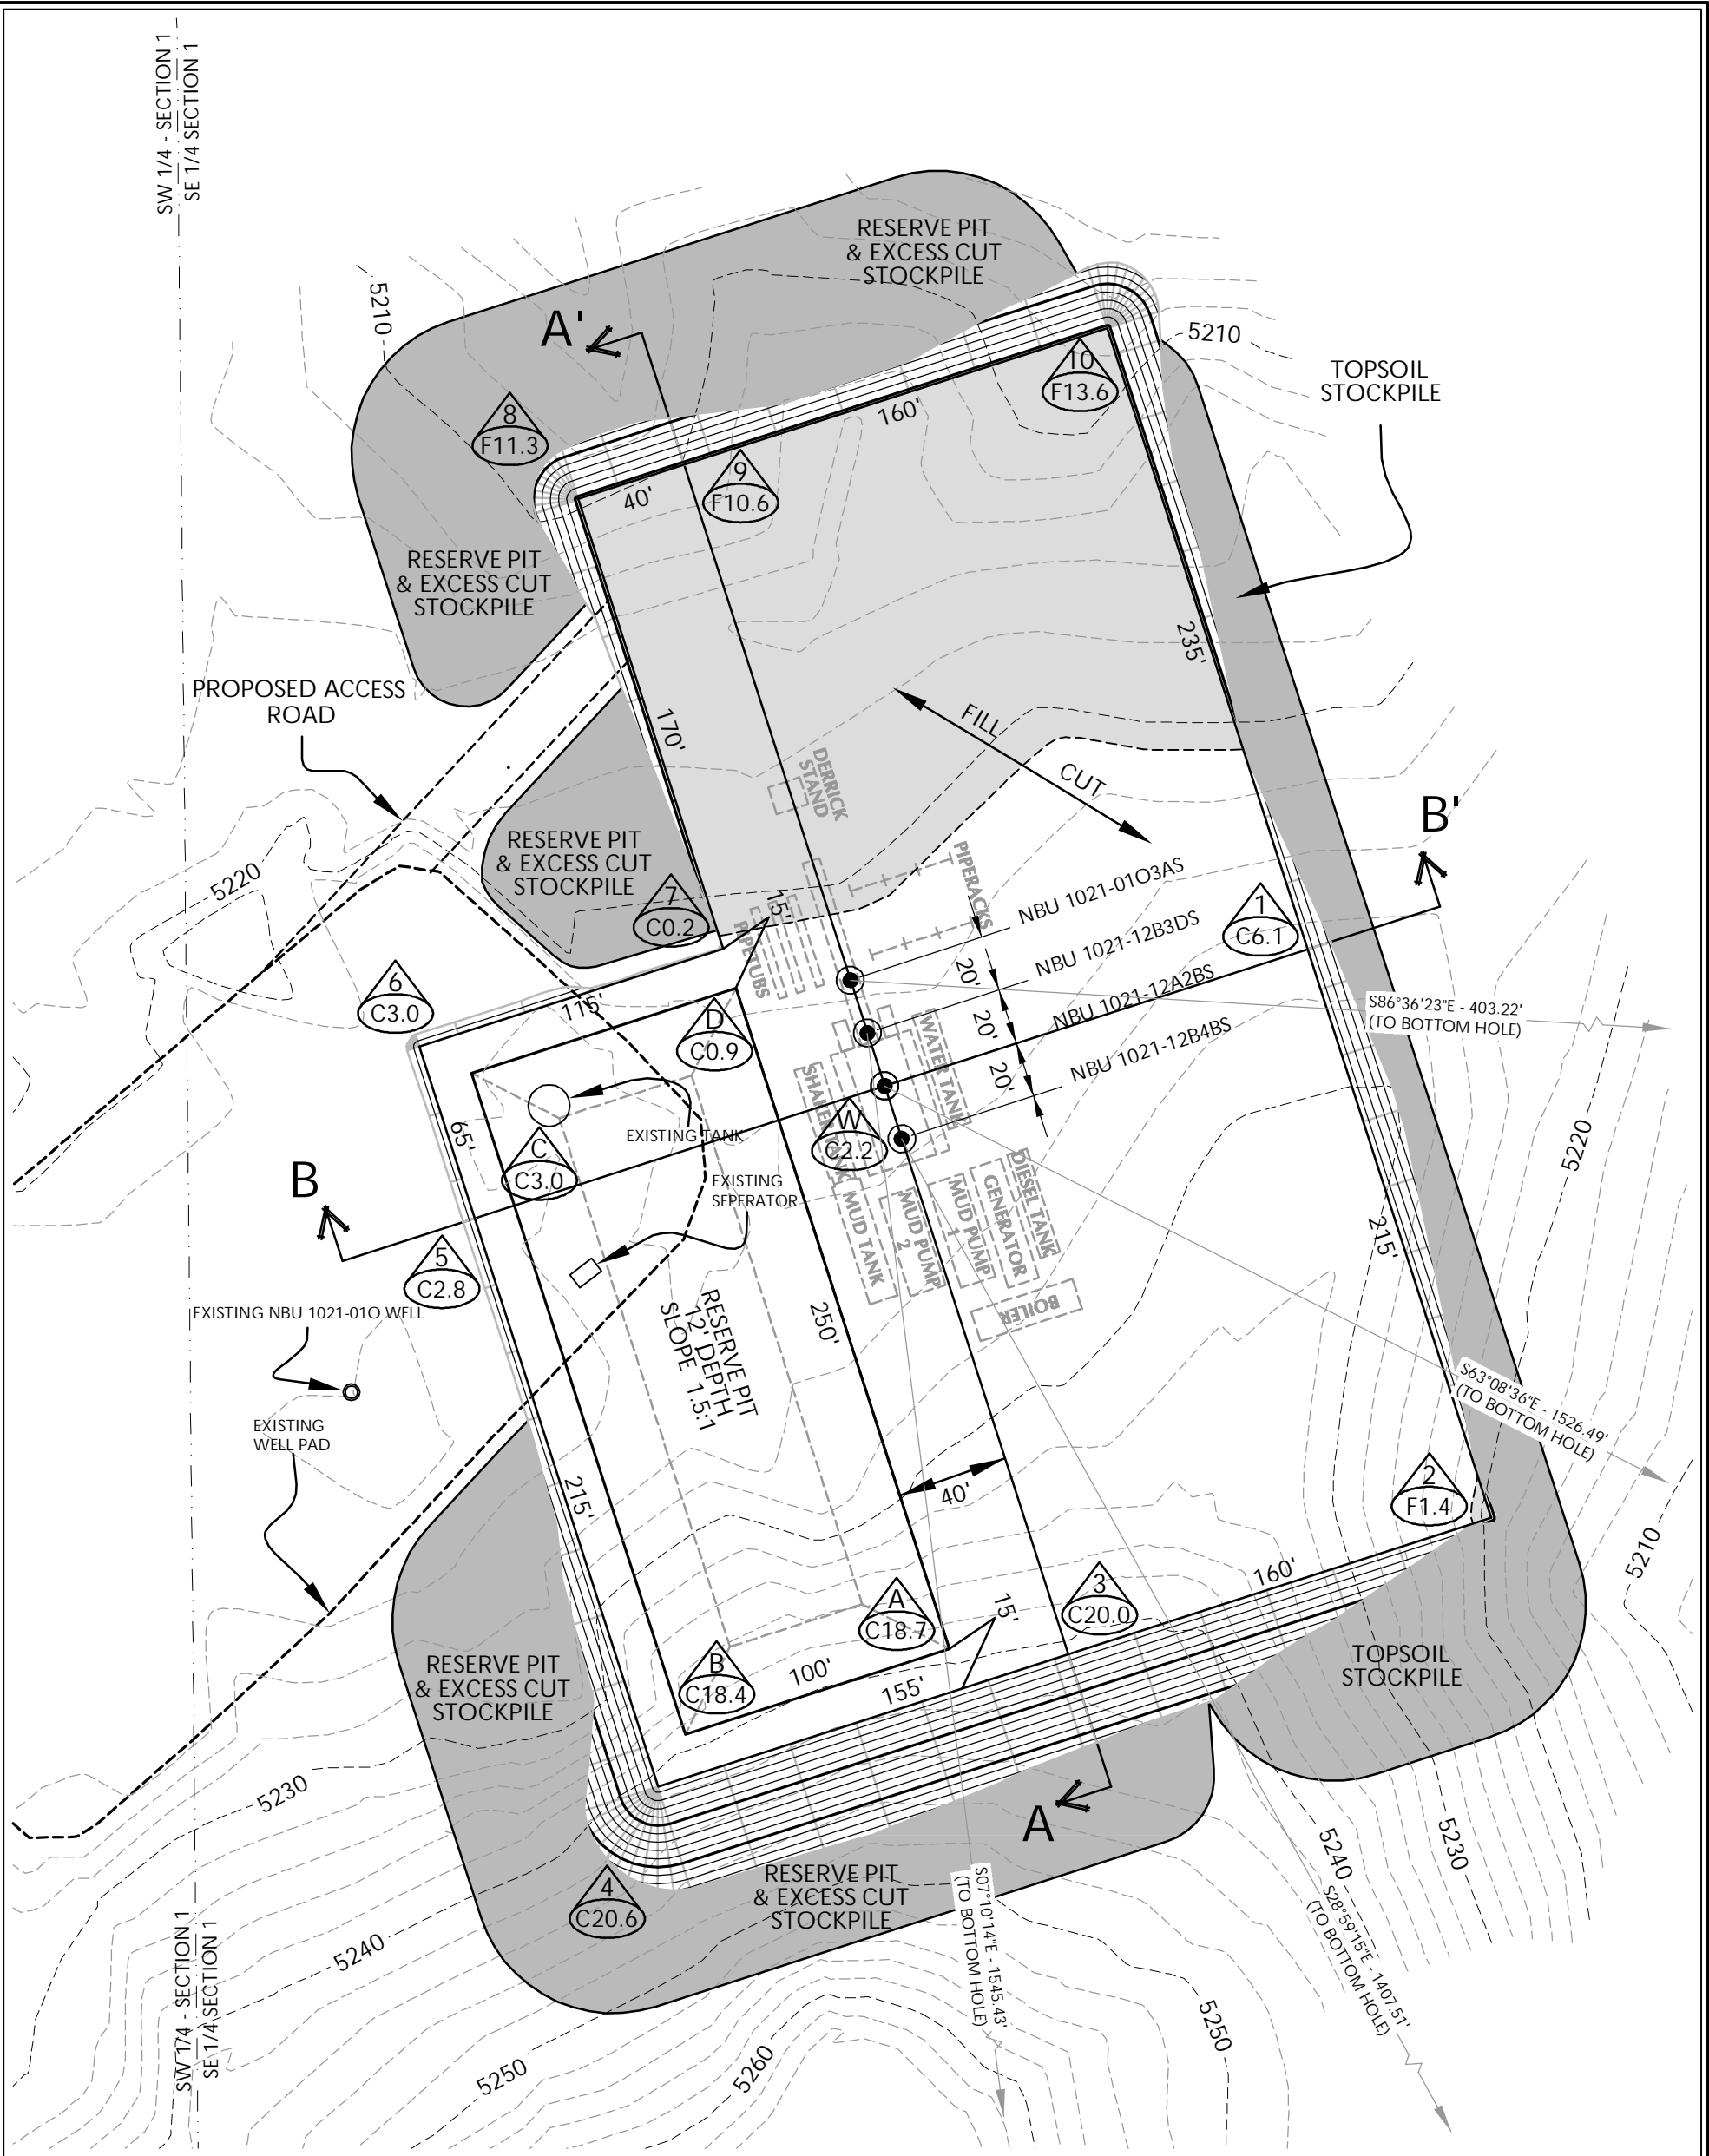 SW 1/4 - SECTION 1
SE 1/4 SECTION 1
RESERVE PIT
& EXCESS CUT
STOCKPILE
5210
A'
5210
TOPSOIL
STOCKPILE
10
F13.6
8
F11.3
160'
9
F10.6
40'
RESERVE PIT
& EXCESS CUT
STOCKPILE
235'
PROPOSED ACCESS
ROAD
170'
FILL
CUT
DERRICK
STAND
B'
RESERVE PIT
& EXCESS CUT
STOCKPILE
5220
7
C0.2
15'
PIPERACKS
PIPETUBS
NBU 1021-01O3AS
1
C6.1
NBU 1021-12B3DS
6
C3.0
115'
20'
NBU 1021-12A2BS
S86°36'23"E - 403.22'
(TO BOTTOM HOLE)
D
C0.9
20'
WATER TANK
NBU 1021-12B4BS
20'
SHAKER TANK
65'
EXISTING TANK
W
C2.2
C
C3.0
5220
B
EXISTING
SEPERATOR
MUD TANK
MUD PUMP
2
MUD PUMP
1
GENERATOR
DIESEL TANK
215'
5
C2.8
BOILER
EXISTING NBU 1021-01O WELL
RESERVE PIT
12' DEPTH
SLOPE 1.5:1
250'
S63°08'36"E - 1526.49'
(TO BOTTOM HOLE)
EXISTING
WELL PAD
215'
40'
2
F1.4
5210
160'
3
C20.0
A
C18.7
15'
B
C18.4
100'
155'
RESERVE PIT
& EXCESS CUT
STOCKPILE
TOPSOIL
STOCKPILE
5230
A
5240
5230
4
C20.6
RESERVE PIT
& EXCESS CUT
STOCKPILE
S07°10'14"E - 1545.43'
(TO BOTTOM HOLE)
S28°59'15"E - 1407.51'
(TO BOTTOM HOLE)
5240
SW 1/4 - SECTION 1
SE 1/4 SECTION 1
5250
5250
5260